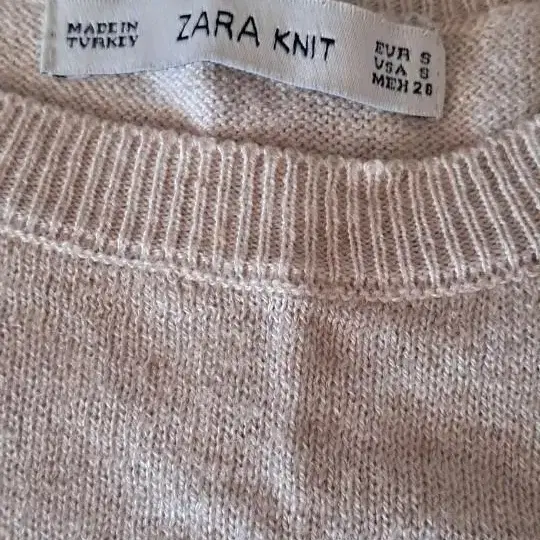 MADE IN
TURKEY
ZARA KNIT
EUR S
USA S
MEX 26